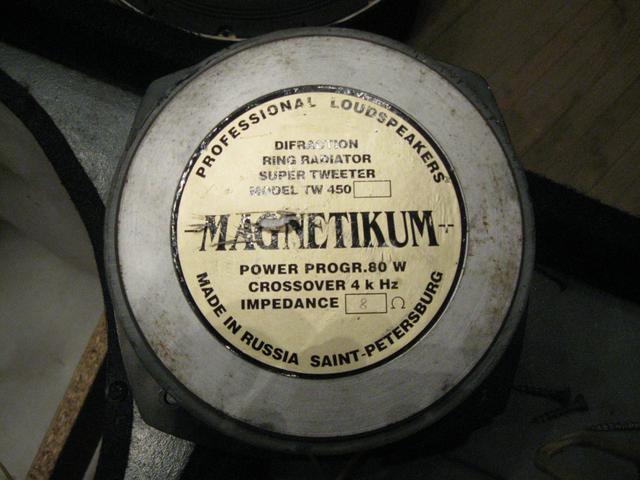 PROFESSIONAL LOUDSPEAKERS
DIFRACTION
RING RADIATOR
SUPER TWEETER
MODEL TW 450
MAGNETIKUM
POWER PROGR.80 W
CROSSOVER 4 k Hz
IMPEDANCE 8 Ω
MADE IN RUSSIA SAINT-PETERSBURG